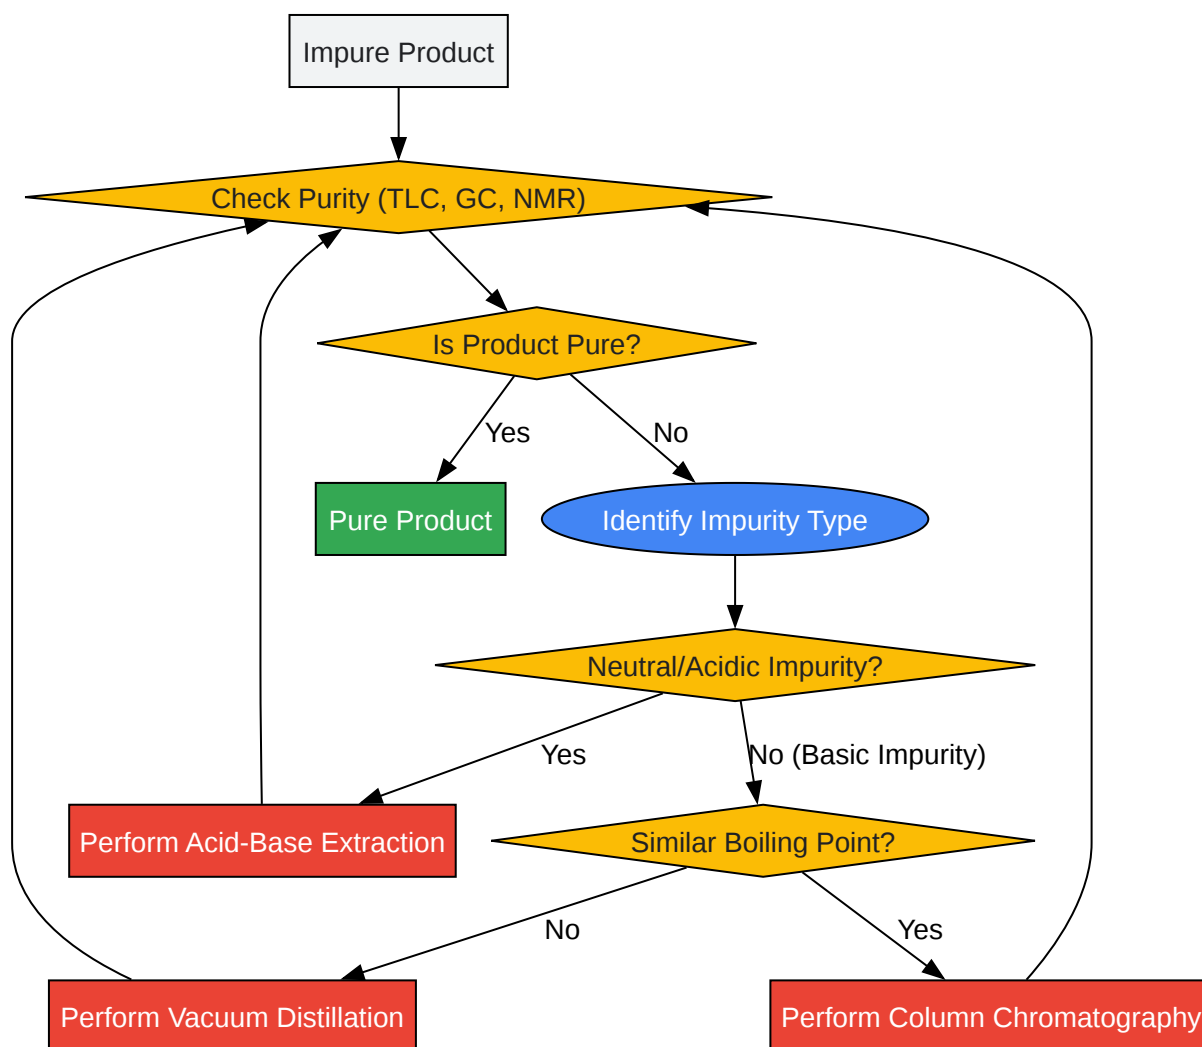 Impure Product
Check Purity (TLC, GC, NMR)
Is Product Pure?
Yes
No
Pure Product
Identify Impurity Type
Neutral/Acidic Impurity?
Yes
No (Basic Impurity)
Perform Acid-Base Extraction
Similar Boiling Point?
No
Yes
Perform Vacuum Distillation
Perform Column Chromatography